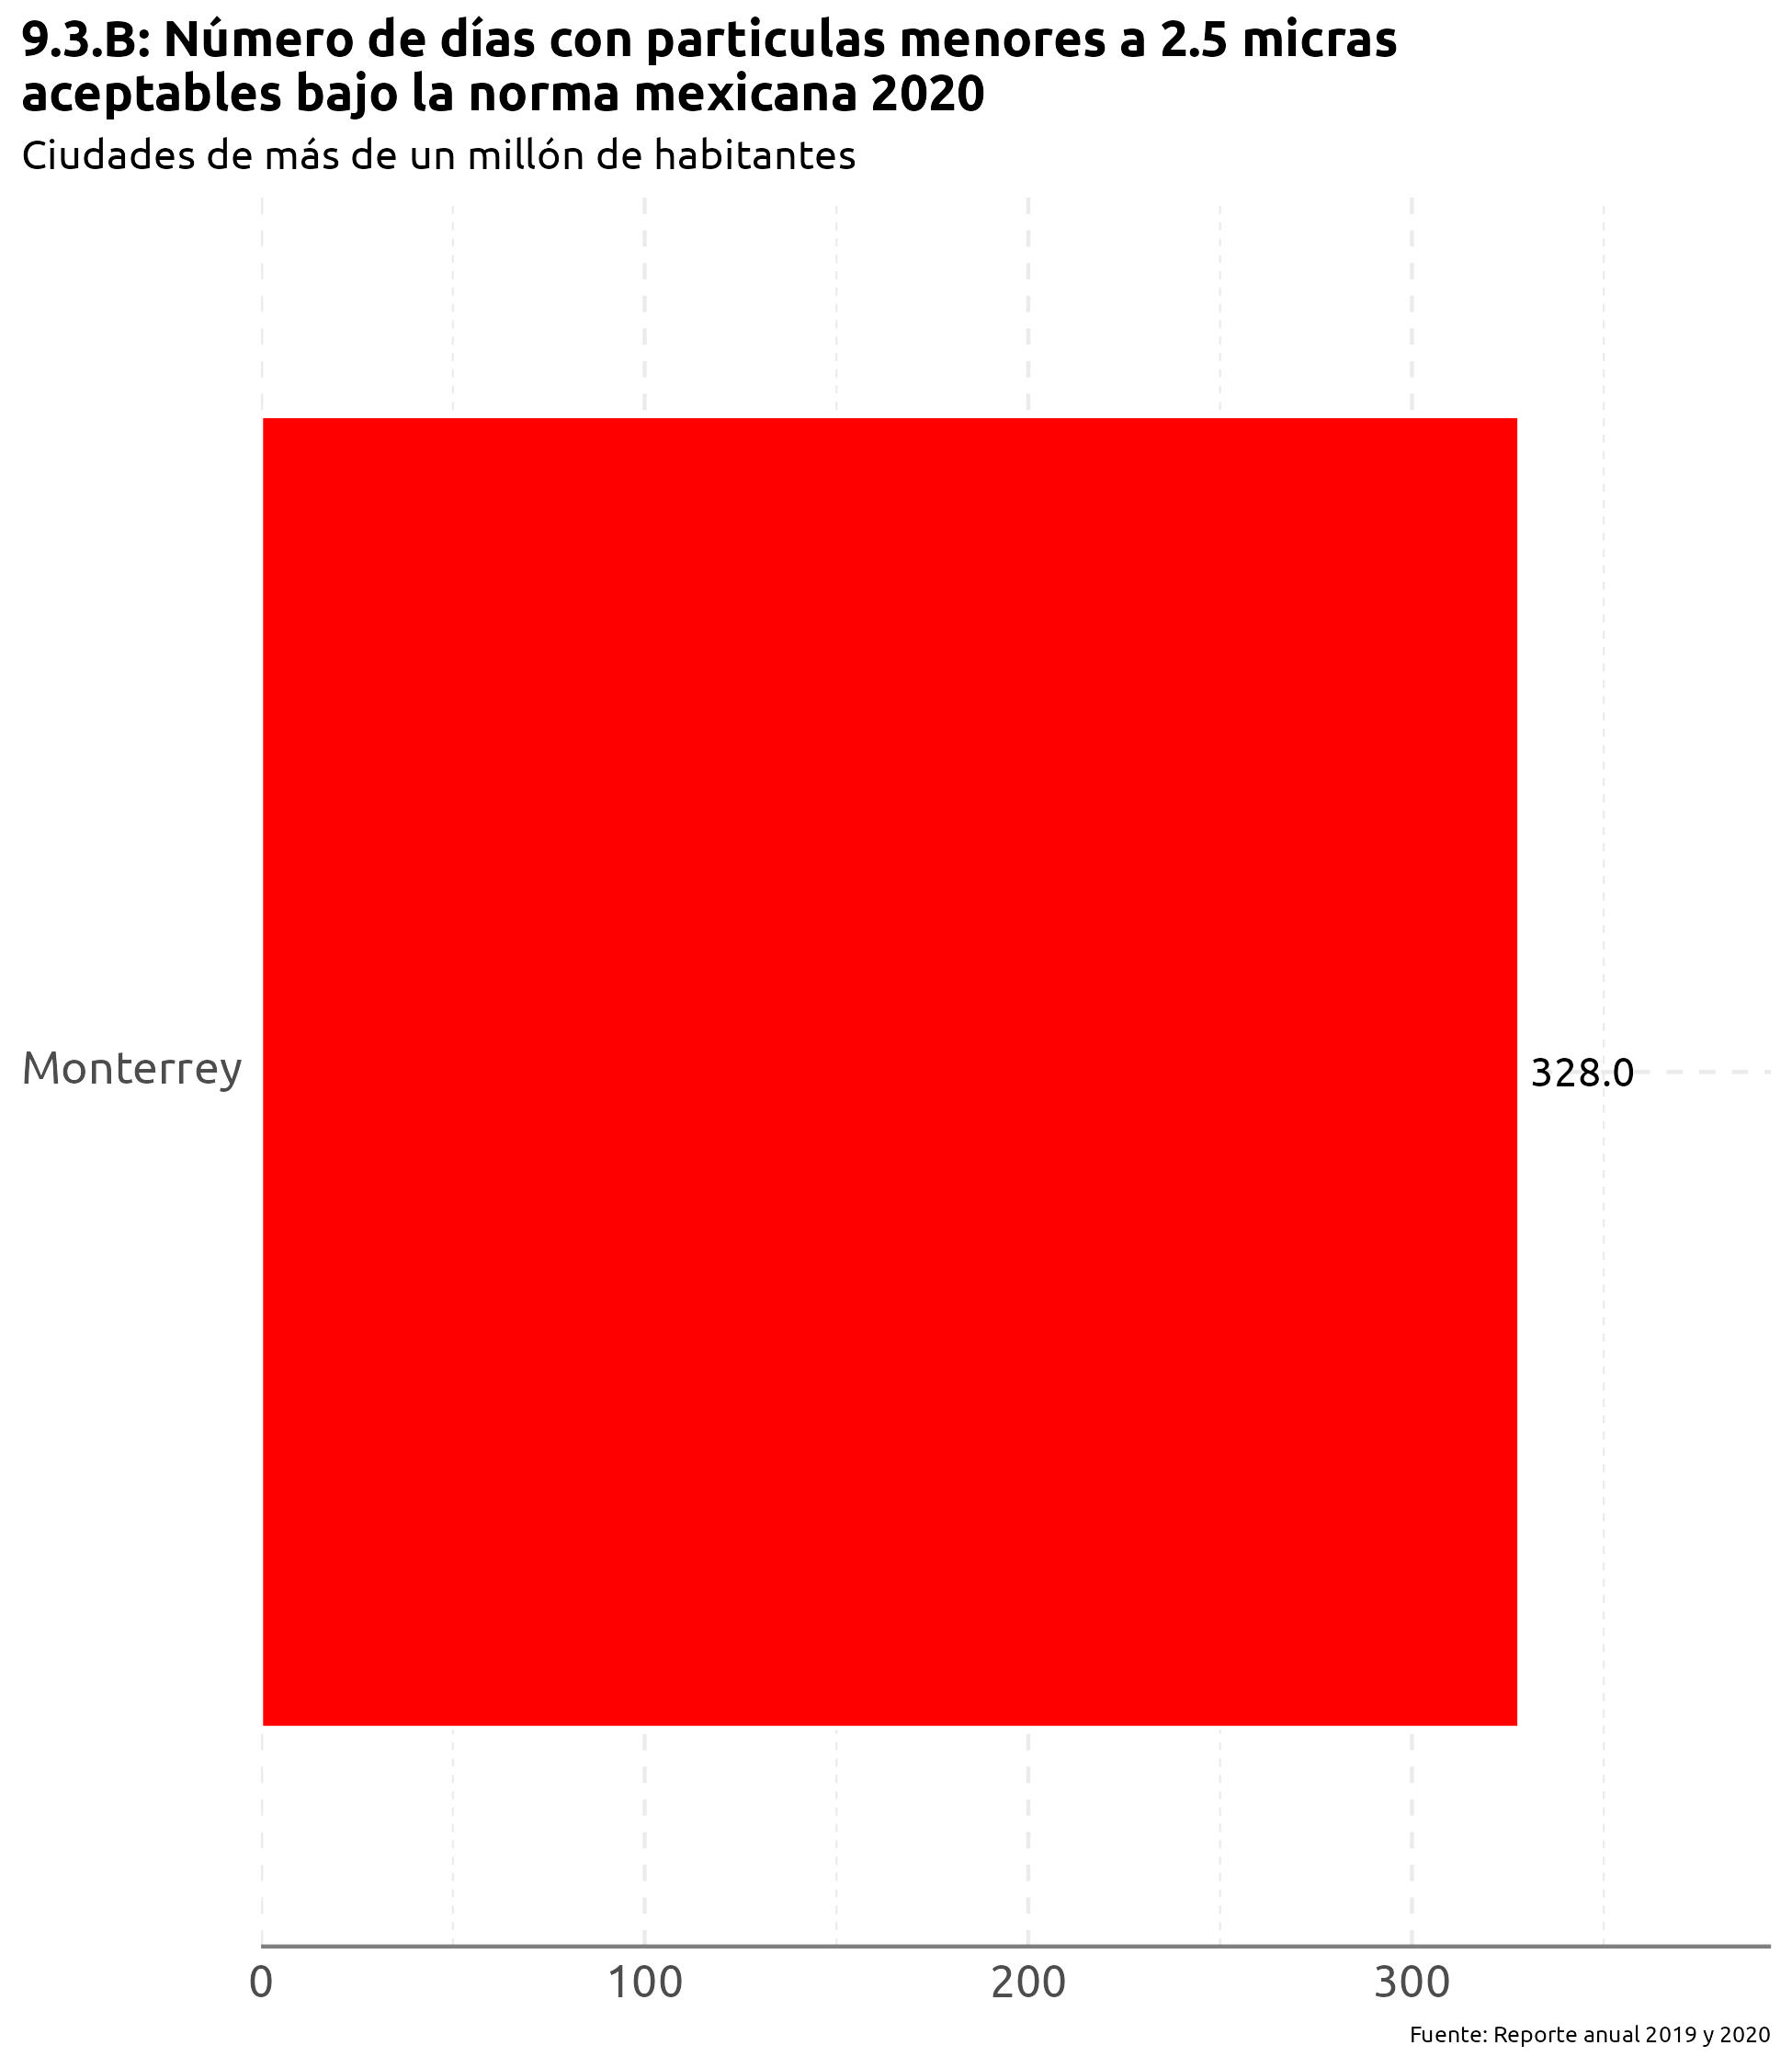 9.3.B: Número de días con particulas menores a 2.5 micras
aceptables bajo la norma mexicana 2020
Ciudades de más de un millón de habitantes
Monterrey
328.0
0 100 200 300
Fuente: Reporte anual 2019 y 2020